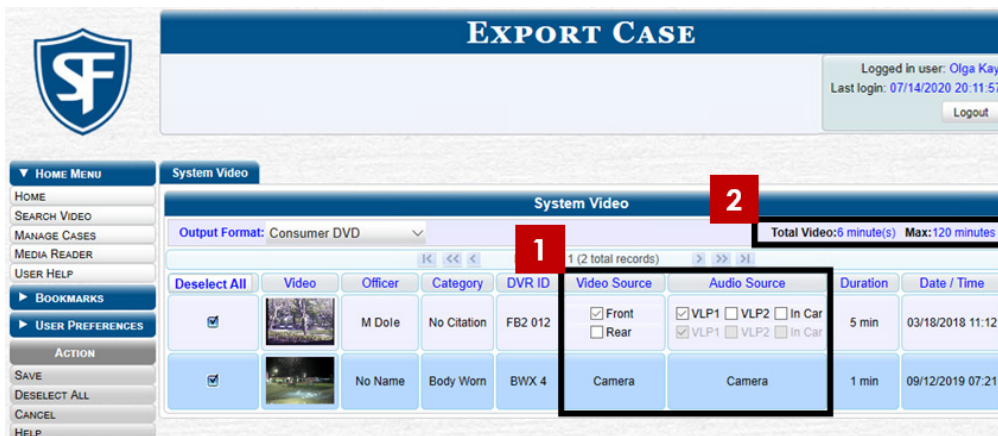 EXPORT CASE
SF
Logged in user: Olga Kay
Last login: 07/14/2020 20:11:57
Logout
▼ HOME MENU
HOME
SEARCH VIDEO
MANAGE CASES
MEDIA READER
USER HELP
► BOOKMARKS
► USER PREFERENCES
ACTION
SAVE
DESELECT ALL
CANCEL
HELP
System Video
System Video
2
Output Format: Consumer DVD
Total Video:6 minute(s) Max:120 minutes
1
1 (2 total records)
Deselect All Video Officer Category DVR ID Video Source Audio Source Duration Date / Time
M Dole No Citation FB2 012 Front VLP1 VLP2 In Car 5 min 03/18/2018 11:12
Rear VLP1 VLP2 In Car
No Name Body Worn BWX 4 Camera Camera 1 min 09/12/2019 07:21